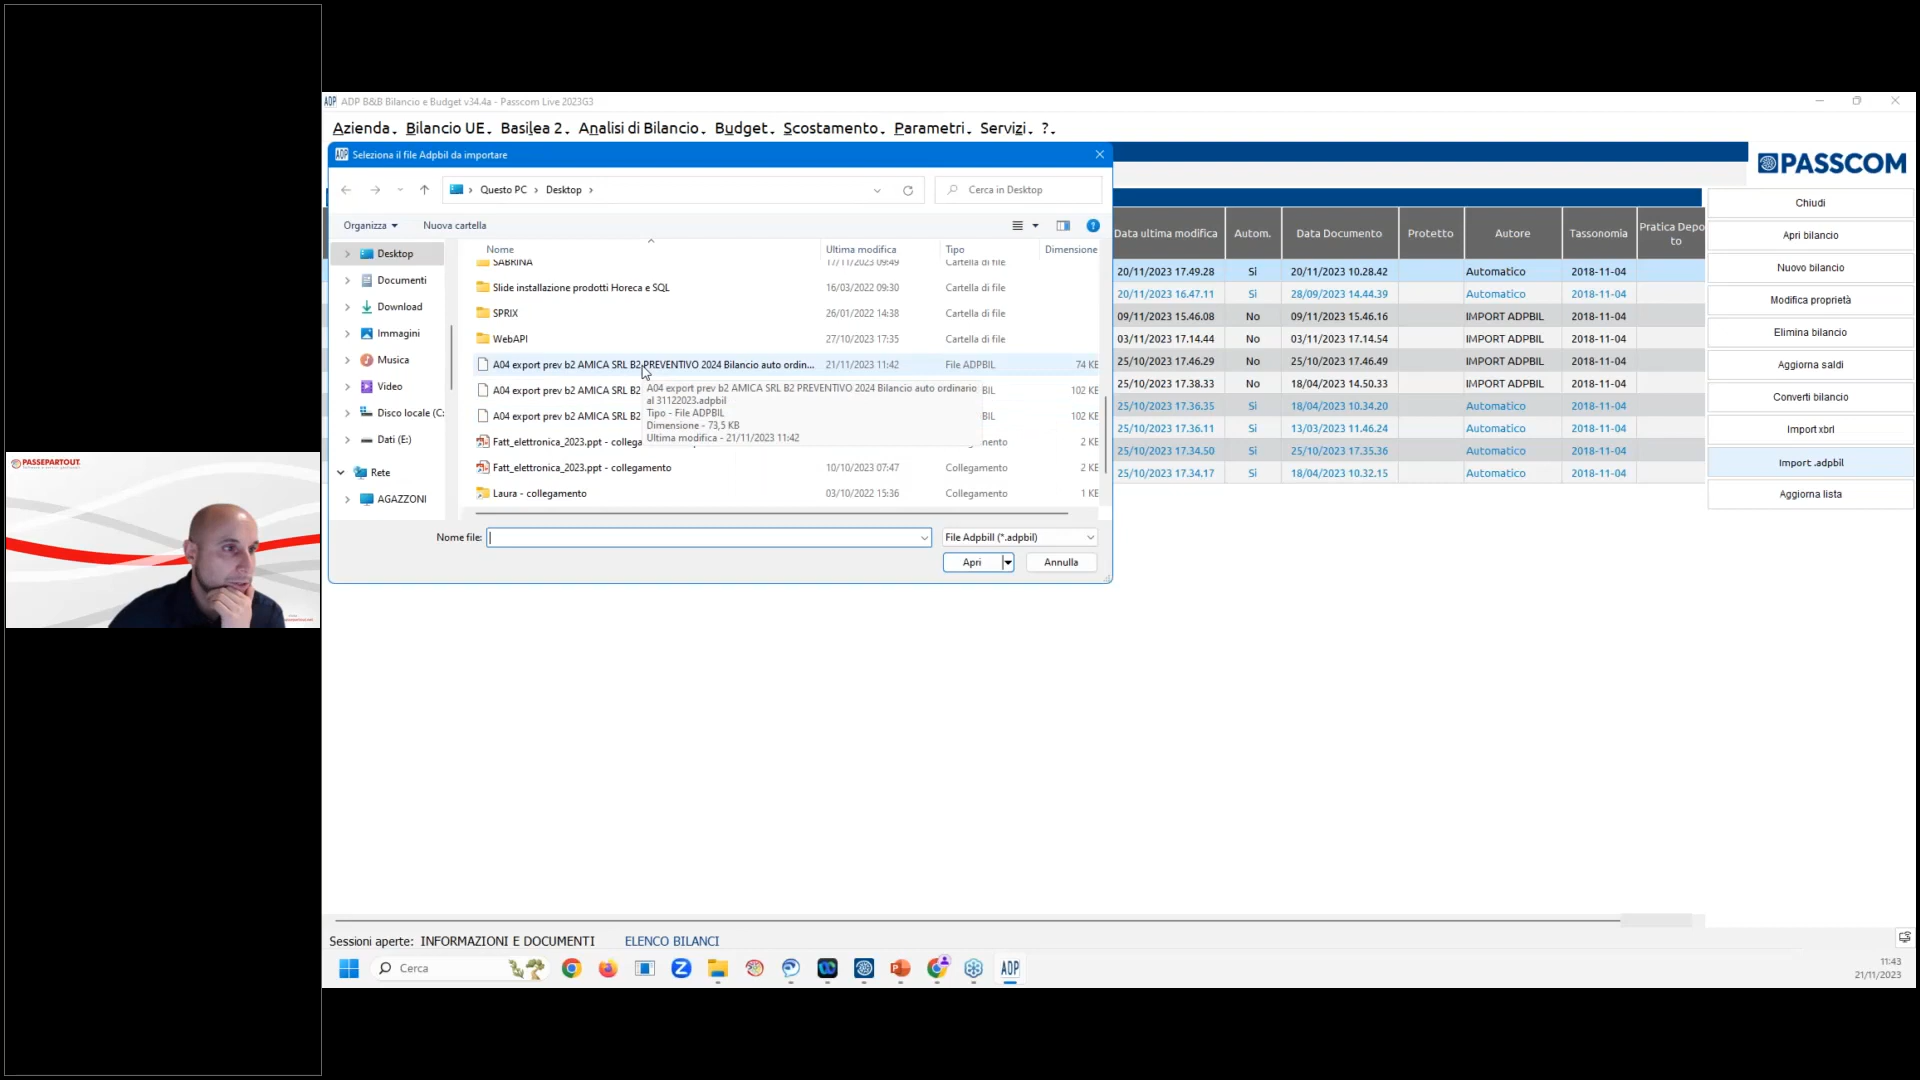 ADP B&B Bilancio e Budget v34.4a - Passcom Live 2023G3
Azienda. Bilancio UE. Basilea 2. Analisi di Bilancio. Budget. Scostamento. Parametri. Servizi. ?.
Seleziona il file Adpbil da importare
PASSCOM
Questo PC > Desktop >
Cerca in Desktop
Organizza
Nuova cartella
Desktop
Documenti
Download
Immagini
Musica
Video
Disco locale (C:
Dati (E:)
Rete
AGAZZONI
Nome Ultima modifica Tipo Dimensione
SABRINA 17/11/2023 09:49 Cartella di file
Slide installazione prodotti Horeca e SQL 16/03/2022 09:30 Cartella di file
SPRIX 26/01/2022 14:38 Cartella di file
WebAPI 27/10/2023 17:35 Cartella di file
A04 export prev b2 AMICA SRL B2 PREVENTIVO 2024 Bilancio auto ordin... 21/11/2023 11:42 File ADPBIL 74 KE
A04 export prev b2 AMICA SRL B2 BIL 102 KE
A04 export prev b2 AMICA SRL B2 BIL 102 KE
Fatt_elettronica_2023.ppt - collega Collegamento 2 KE
Fatt_elettronica_2023.ppt - collegamento 10/10/2023 07:47 Collegamento 2 KE
Laura - collegamento 03/10/2022 15:36 Collegamento 1 KE
A04 export prev b2 AMICA SRL B2 PREVENTIVO 2024 Bilancio auto ordinario
al 31122023.adpbil
Tipo - File ADPBIL
Dimensione - 73,5 KB
Ultima modifica - 21/11/2023 11:42
Nome file:
File Adpbill (*.adpbil)
Apri
Annulla
Data ultima modifica Autom. Data Documento Protetto Autore Tassonomia Pratica Depo
to
20/11/2023 17.49.28 Sì 20/11/2023 10.28.42 Automatico 2018-11-04
20/11/2023 16.47.11 Sì 28/09/2023 14.44.39 Automatico 2018-11-04
09/11/2023 15.46.08 No 09/11/2023 15.46.16 IMPORT ADPBIL 2018-11-04
03/11/2023 17.14.44 No 03/11/2023 17.14.54 IMPORT ADPBIL 2018-11-04
25/10/2023 17.46.29 No 25/10/2023 17.46.49 IMPORT ADPBIL 2018-11-04
25/10/2023 17.38.33 No 18/04/2023 14.50.33 IMPORT ADPBIL 2018-11-04
25/10/2023 17.36.35 Sì 18/04/2023 10.34.20 Automatico 2018-11-04
25/10/2023 17.36.11 Sì 13/03/2023 11.46.24 Automatico 2018-11-04
25/10/2023 17.34.50 Sì 25/10/2023 17.35.36 Automatico 2018-11-04
25/10/2023 17.34.17 Sì 18/04/2023 10.32.15 Automatico 2018-11-04
Chiudi
Apri bilancio
Nuovo bilancio
Modifica proprietà
Elimina bilancio
Aggiorna saldi
Converti bilancio
Import xbrl
Import .adpbil
Aggiorna lista
PASSEPARTOUT
Sessioni aperte: INFORMAZIONI E DOCUMENTI ELENCO BILANCI
Cerca
ADP
11:43
21/11/2023